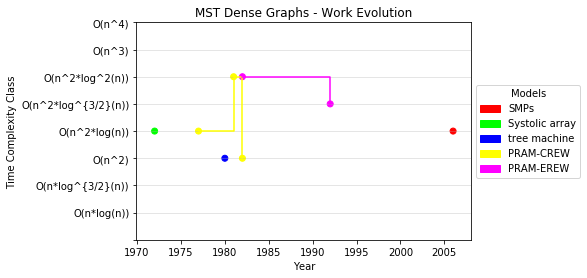 MST Dense Graphs - Work Evolution
O(n^4)
O(n^3)
O(n^2*log^2(n))
O(n^2*log^{3/2}(n))
O(n^2*log(n))
O(n^2)
O(n*log^{3/2}(n))
O(n*log(n))
Time Complexity Class
1970 1975 1980 1985 1990 1995 2000 2005
Year
Models
SMPs
Systolic array
tree machine
PRAM-CREW
PRAM-EREW